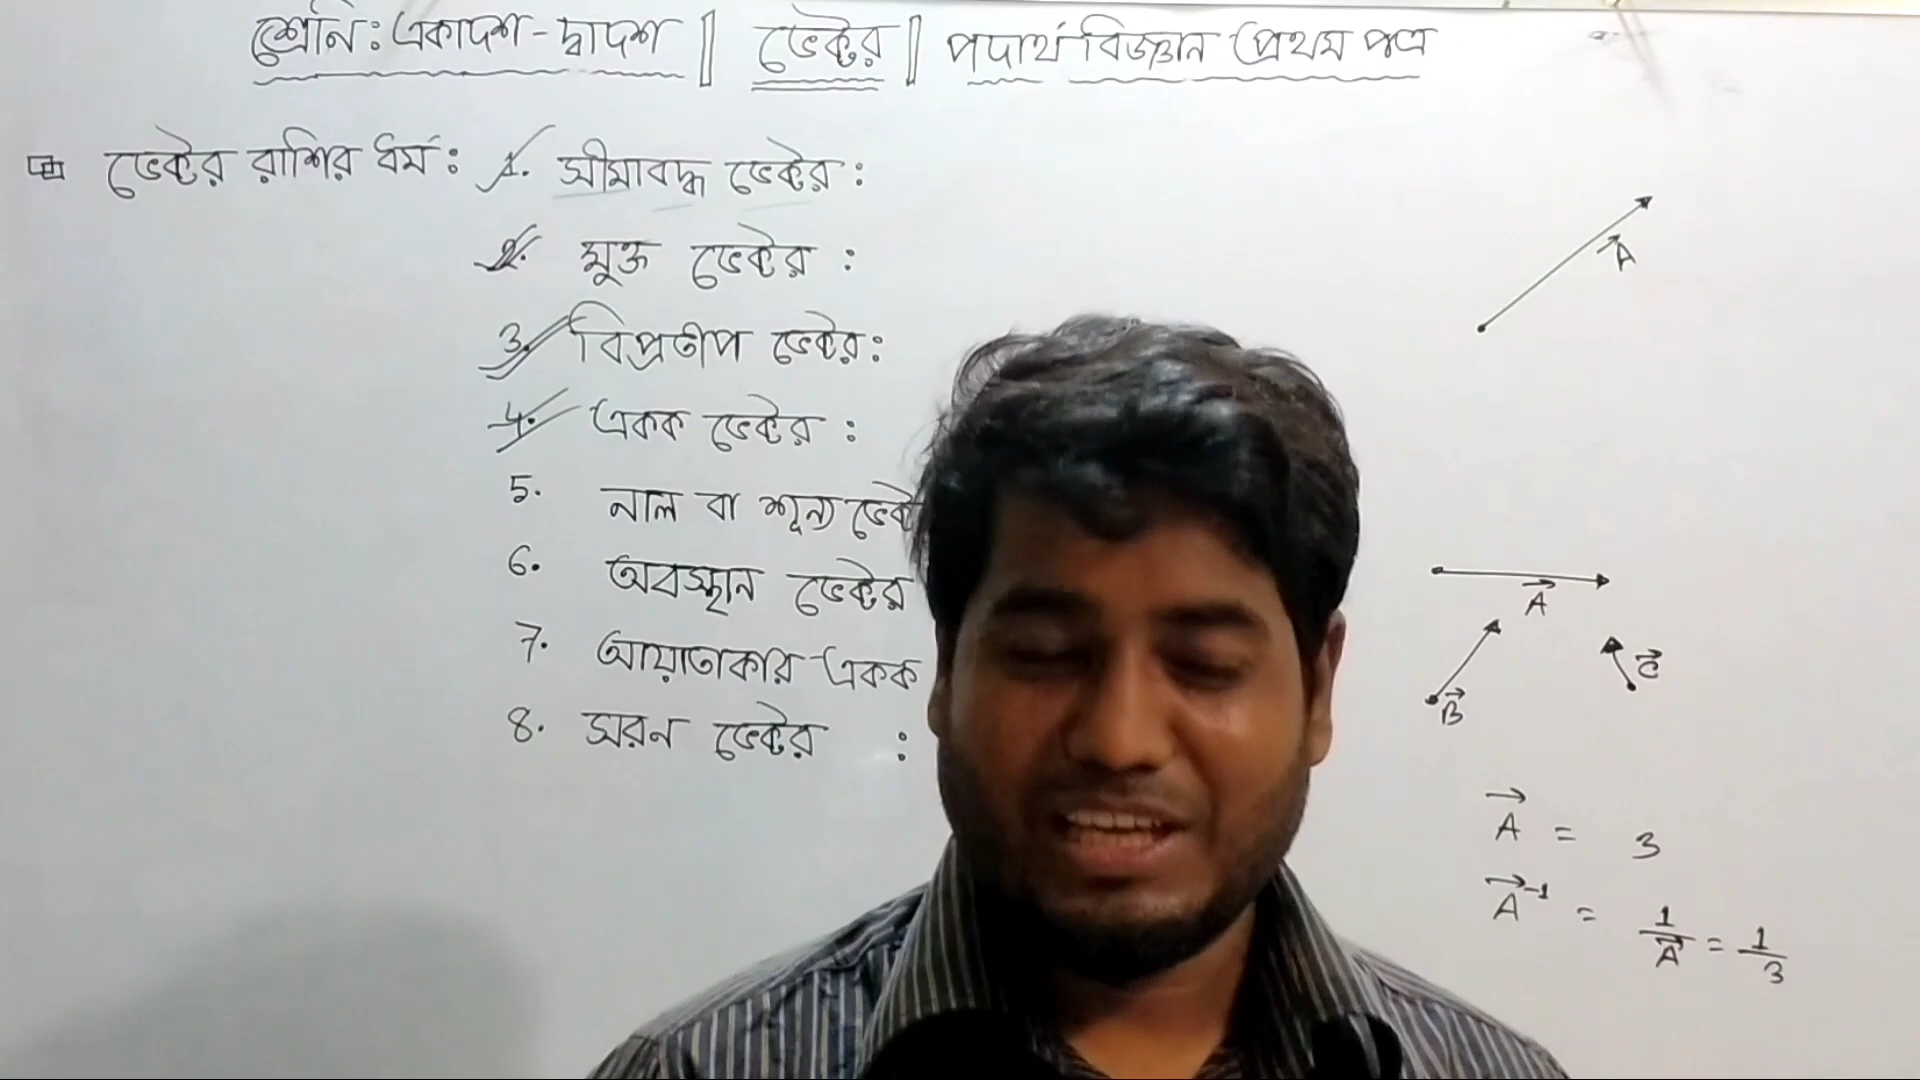 শ্রেনি: একাদশ - দ্বাদশ || ভেক্টর || পদার্থ বিজ্ঞান প্রথম পত্র
ভেক্টর রাশির ধর্ম : 1. সীমাবদ্ধ ভেক্টর :
2. মুক্ত ভেক্টর :
3. বিপ্রতীপ ভেক্টর:
4. একক ভেক্টর :
5. নাল বা শূন্য ভেক্ট
6. অবস্থান ভেক্টর
7. আয়াতাকার একক
8. সরন ভেক্টর :
A⃗
A⃗
B⃗
C⃗
A⃗ = 3
A⃗⁻¹ = 1/A⃗ = 1/3